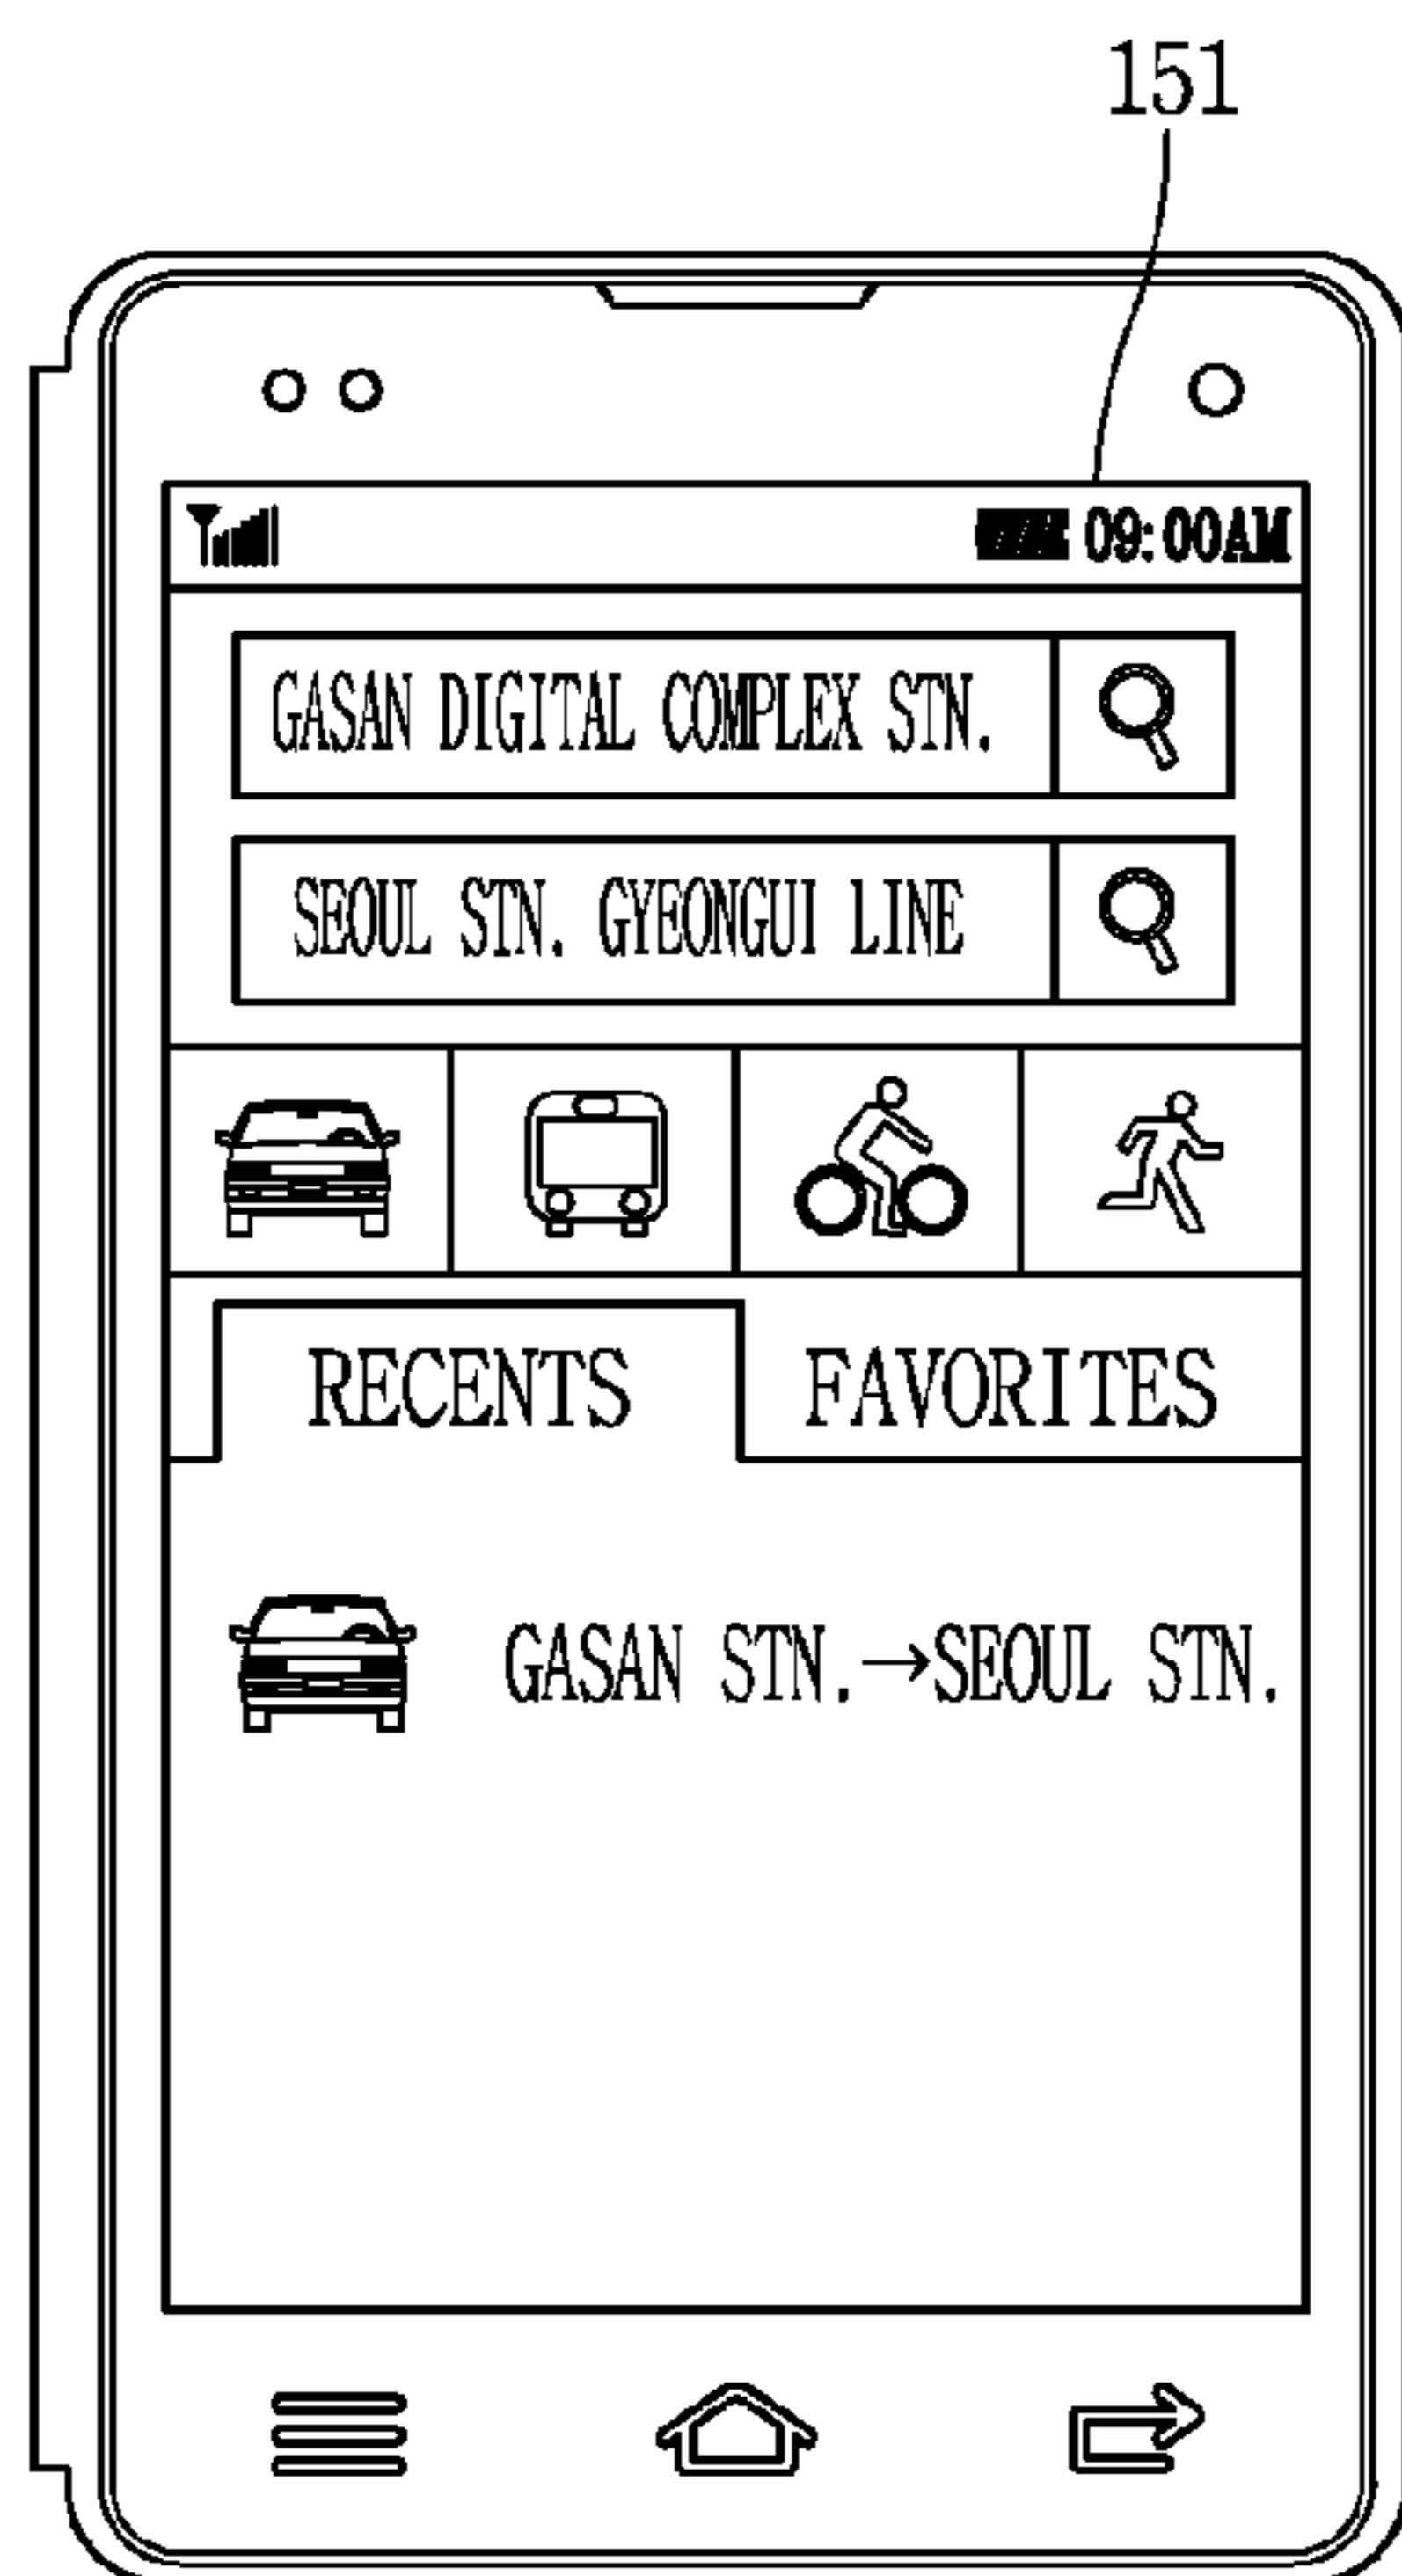 151
09:00AM
GASAN DIGITAL COMPLEX STN.
SEOUL STN. GYEONGUI LINE
RECENTS FAVORITES
GASAN STN.→SEOUL STN.